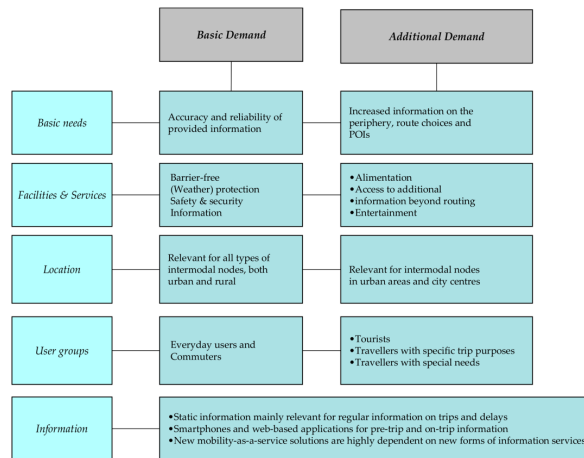 Basic Demand
Additional Demand
Basic needs
Accuracy and reliability of
provided information
Increased information on the
periphery, route choices and
POIs
Facilities & Services
Barrier-free
(Weather) protection
Safety & security
Information
•Alimentation
•Access to additional
•information beyond routing
•Entertainment
Location
Relevant for all types of
intermodal nodes, both
urban and rural
Relevant for intermodal nodes
in urban areas and city centres
User groups
Everyday users and
Commuters
•Tourists
•Travellers with specific trip purposes
•Travellers with special needs
Information
•Static information mainly relevant for regular information on trips and delays
•Smartphones and web-based applications for pre-trip and on-trip information
•New mobility-as-a-service solutions are highly dependent on new forms of information services